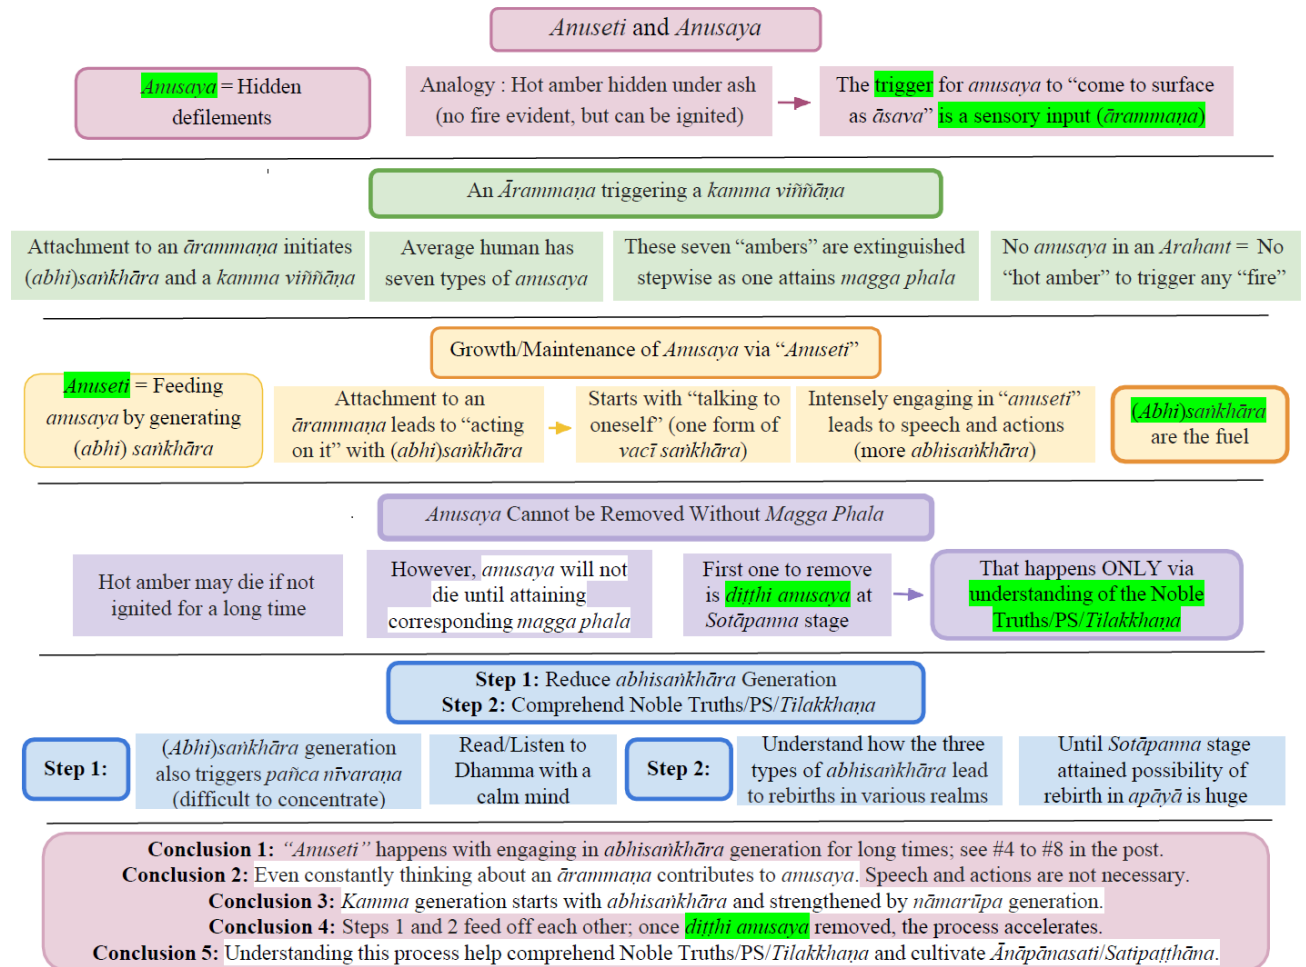 Anuseti and Anusaya
Anusaya = Hidden
defilements
Analogy : Hot amber hidden under ash
(no fire evident, but can be ignited)
The trigger for anusaya to “come to surface
as āsava” is a sensory input (ārammaṇa)
An Ārammaṇa triggering a kamma viññāṇa
Attachment to an ārammaṇa initiates
(abhi)saṅkhāra and a kamma viññāṇa
Average human has
seven types of anusaya
These seven “ambers” are extinguished
stepwise as one attains magga phala
No anusaya in an Arahant = No
“hot amber” to trigger any “fire”
Growth/Maintenance of Anusaya via “Anuseti”
Anuseti = Feeding
anusaya by generating
(abhi) saṅkhāra
Attachment to an
ārammaṇa leads to “acting
on it” with (abhi)saṅkhāra
Starts with “talking to
oneself” (one form of
vacī saṅkhāra)
Intensely engaging in “anuseti”
leads to speech and actions
(more abhisaṅkhāra)
(Abhi)saṅkhāra
are the fuel
Anusaya Cannot be Removed Without Magga Phala
Hot amber may die if not
ignited for a long time
However, anusaya will not
die until attaining
corresponding magga phala
First one to remove
is diṭṭhi anusaya at
Sotāpanna stage
That happens ONLY via
understanding of the Noble
Truths/PS/Tilakkhaṇa
Step 1: Reduce abhisaṅkhāra Generation
Step 2: Comprehend Noble Truths/PS/Tilakkhaṇa
Step 1:
(Abhi)saṅkhāra generation
also triggers pañca nīvaraṇa
(difficult to concentrate)
Read/Listen to
Dhamma with a
calm mind
Step 2:
Understand how the three
types of abhisaṅkhāra lead
to rebirths in various realms
Until Sotāpanna stage
attained possibility of
rebirth in apāyā is huge
Conclusion 1: “Anuseti” happens with engaging in abhisaṅkhāra generation for long times; see #4 to #8 in the post.
Conclusion 2: Even constantly thinking about an ārammaṇa contributes to anusaya. Speech and actions are not necessary.
Conclusion 3: Kamma generation starts with abhisaṅkhāra and strengthened by nāmarūpa generation.
Conclusion 4: Steps 1 and 2 feed off each other; once diṭṭhi anusaya removed, the process accelerates.
Conclusion 5: Understanding this process help comprehend Noble Truths/PS/Tilakkhaṇa and cultivate Ānāpānasati/Satipaṭṭhāna.